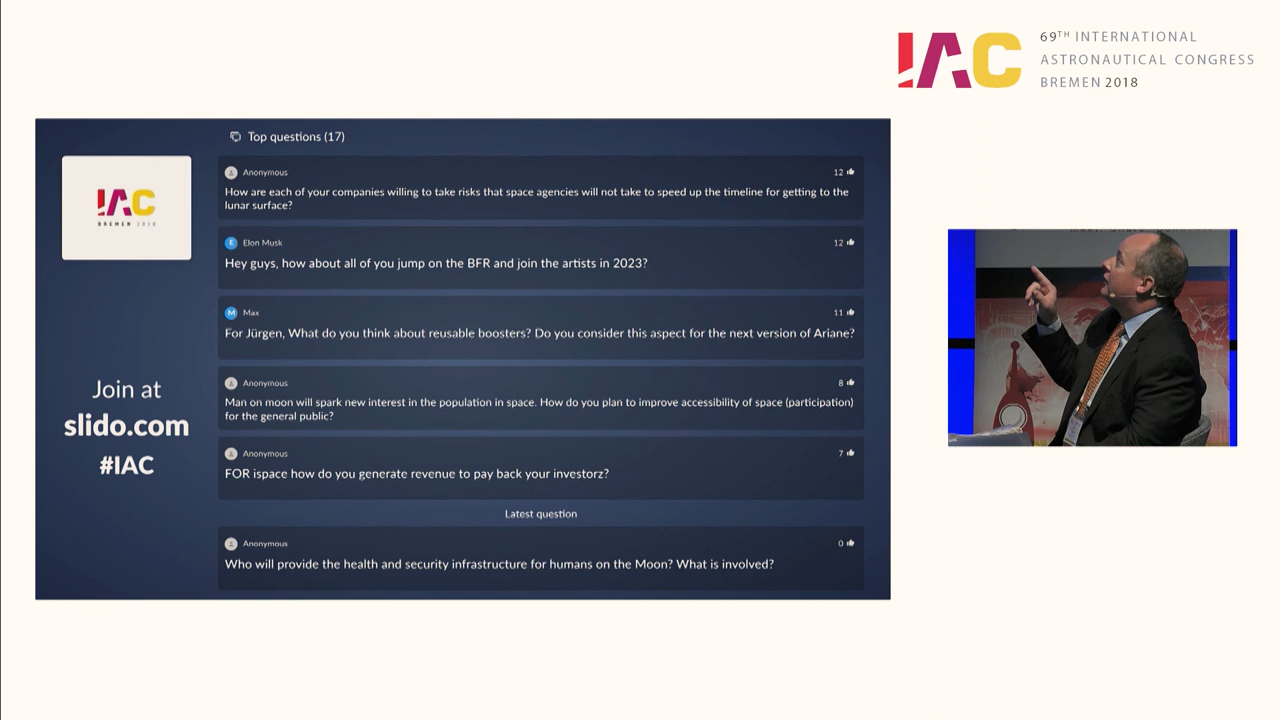 IAC
69TH INTERNATIONAL
ASTRONAUTICAL CONGRESS
BREMEN 2018
Top questions (17)
IAC
BREMEN 2018
Join at
slido.com
#IAC
Anonymous
12
How are each of your companies willing to take risks that space agencies will not take to speed up the timeline for getting to the
lunar surface?
E
Elon Musk
12
Hey guys, how about all of you jump on the BFR and join the artists in 2023?
M
Max
11
For Jürgen, What do you think about reusable boosters? Do you consider this aspect for the next version of Ariane?
Anonymous
8
Man on moon will spark new interest in the population in space. How do you plan to improve accessibility of space (participation)
for the general public?
Anonymous
7
FOR ispace how do you generate revenue to pay back your investorz?
Latest question
Anonymous
0
Who will provide the health and security infrastructure for humans on the Moon? What is involved?